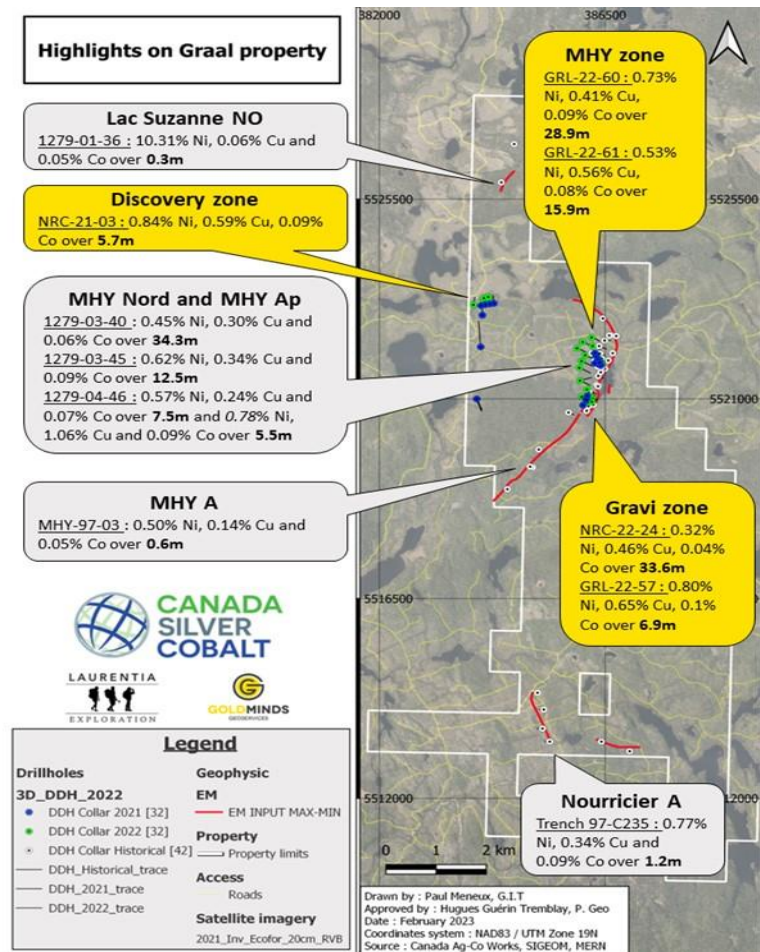 Highlights on Graal property
382000
386500
MHY zone
GRL-22-60 : 0.73%
Ni, 0.41% Cu,
0.09% Co over
28.9m
GRL-22-61 : 0.53%
Ni, 0.56% Cu,
0.08% Co over
15.9m
Lac Suzanne NO
1279-01-36 : 10.31% Ni, 0.06% Cu and
0.05% Co over 0.3m
5525500
5525500
Discovery zone
NRC-21-03 : 0.84% Ni, 0.59% Cu, 0.09%
Co over 5.7m
MHY Nord and MHY Ap
1279-03-40 : 0.45% Ni, 0.30% Cu and
0.06% Co over 34.3m
1279-03-45 : 0.62% Ni, 0.34% Cu and
0.09% Co over 12.5m
1279-04-46 : 0.57% Ni, 0.24% Cu and
0.07% Co over 7.5m and 0.78% Ni,
1.06% Cu and 0.09% Co over 5.5m
5521000
5521000
MHY A
MHY-97-03 : 0.50% Ni, 0.14% Cu and
0.05% Co over 0.6m
Gravi zone
NRC-22-24 : 0.32%
Ni, 0.46% Cu, 0.04%
Co over 33.6m
GRL-22-57 : 0.80%
Ni, 0.65% Cu, 0.1%
Co over 6.9m
5516500
5516500
CANADA
SILVER
COBALT
LAURENTIA
EXPLORATION
GOLDMINDS
GEOSERVICES
Legend
Drillholes
3D_DDH_2022
DDH Collar 2021 [32]
DDH Collar 2022 [32]
DDH Collar Historical [42]
DDH_Historical_trace
DDH_2021_trace
DDH_2022_trace
Geophysic
EM
EM INPUT MAX-MIN
Property
Property limits
Access
Roads
Satellite imagery
2021_Inv_Ecofor_20cm_RVB
5512000
2000
Nourricier A
Trench 97-C235 : 0.77%
Ni, 0.34% Cu and
0.09% Co over 1.2m
0 1 2 km
Drawn by : Paul Meneux, G.I.T
Approved by : Hugues Guérin Tremblay, P. Geo
Date : February 2023
Coordinates system : NAD83 / UTM Zone 19N
Source : Canada Ag-Co Works, SIGEOM, MERN